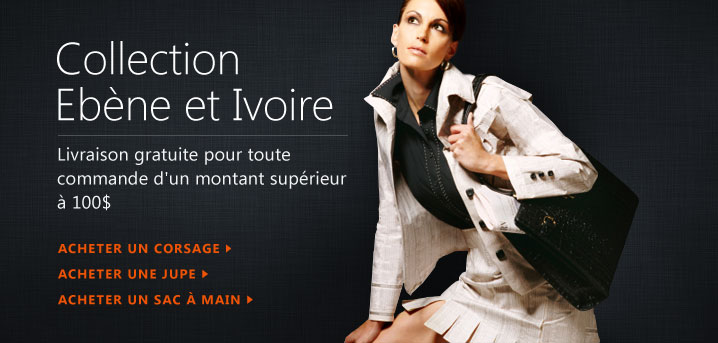 Collection
Ebène et Ivoire
Livraison gratuite pour toute
commande d'un montant supérieur
à 100$
ACHETER UN CORSAGE
ACHETER UNE JUPE
ACHETER UN SAC À MAIN